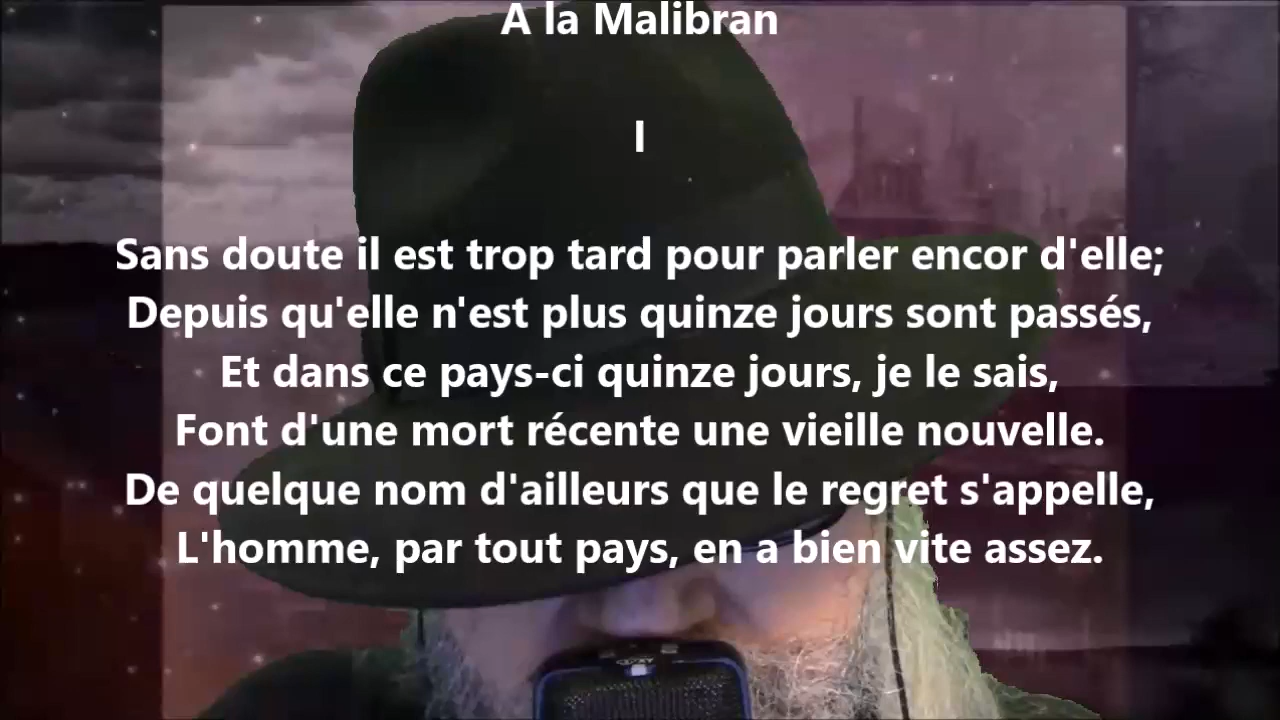 A la Malibran
I
Sans doute il est trop tard pour parler encor d'elle;
Depuis qu'elle n'est plus quinze jours sont passés,
Et dans ce pays-ci quinze jours, je le sais,
Font d'une mort récente une vieille nouvelle.
De quelque nom d'ailleurs que le regret s'appelle,
L'homme, par tout pays, en a bien vite assez.